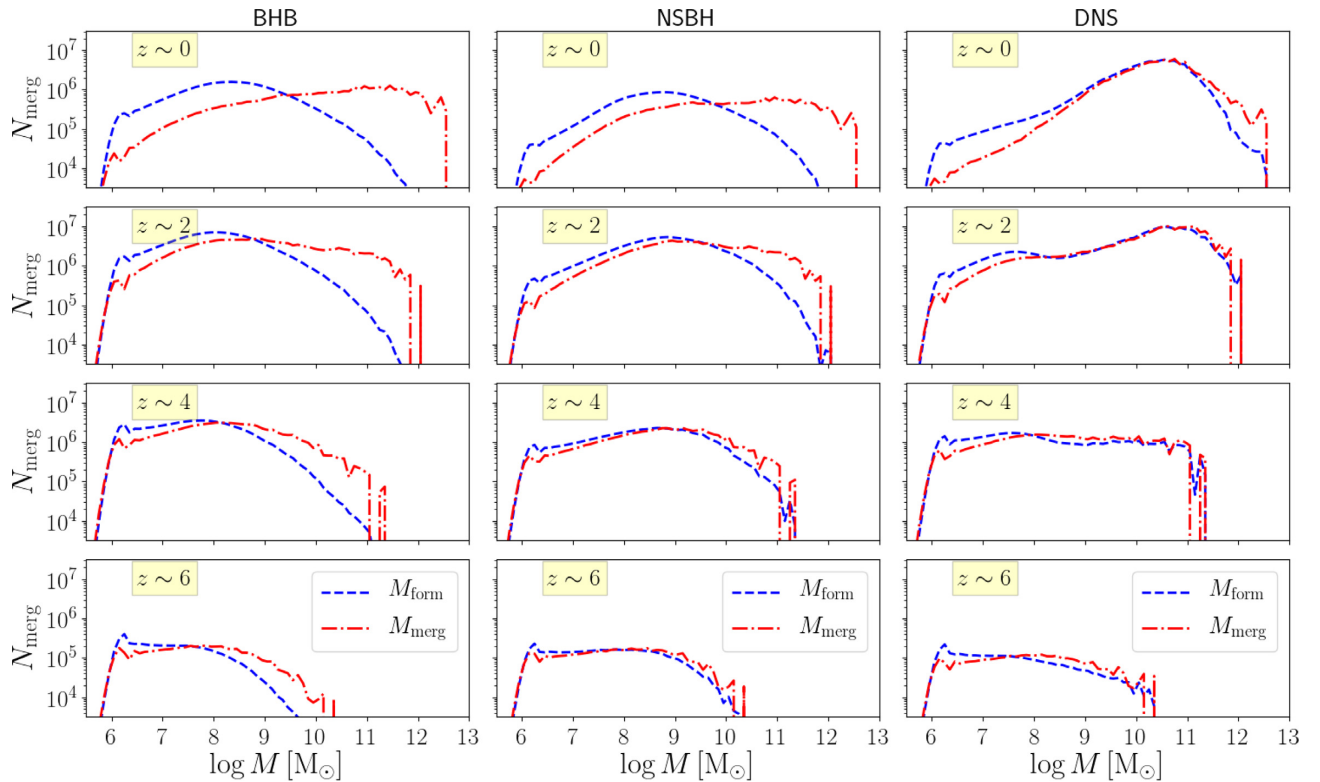 BHB NSBH DNS
z ∼ 0 z ∼ 0 z ∼ 0
10^7
10^6
10^5
10^4
N_merg
z ∼ 2 z ∼ 2 z ∼ 2
10^7
10^6
10^5
10^4
N_merg
z ∼ 4 z ∼ 4 z ∼ 4
10^7
10^6
10^5
10^4
N_merg
z ∼ 6 z ∼ 6 z ∼ 6
10^7
10^6
10^5
10^4
N_merg
M_form M_form M_form
M_merg M_merg M_merg
6 7 8 9 10 11 12 13 6 7 8 9 10 11 12 13 6 7 8 9 10 11 12 13
log M [M_⊙] log M [M_⊙] log M [M_⊙]